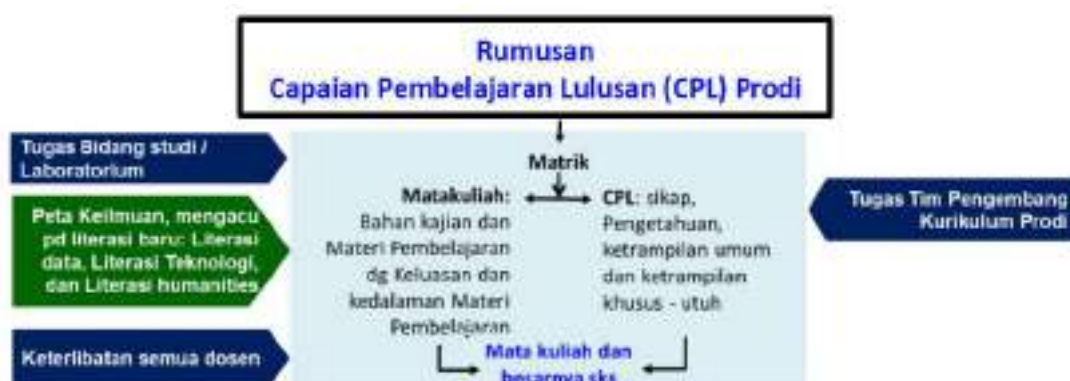 Rumusan
Capaian Pembelajaran Lulusan (CPL) Prodi
Tugas Bidang studi /
Laboratorium
Peta Keilmuan, mengacu
pd literasi baru: Literasi
data, Literasi Teknologi,
dan Literasi humanities
Keterlibatan semua dosen
Matrik
Matakuliah:
Bahan kajian dan
Materi Pembelajaran
dg Keluasan dan
kedalaman Materi
Pembelajaran
CPL: sikap,
Pengetahuan,
ketrampilan umum
dan ketrampilan
khusus - utuh
Mata kuliah dan
besarnya sks
Tugas Tim Pengembang
Kurikulum Prodi